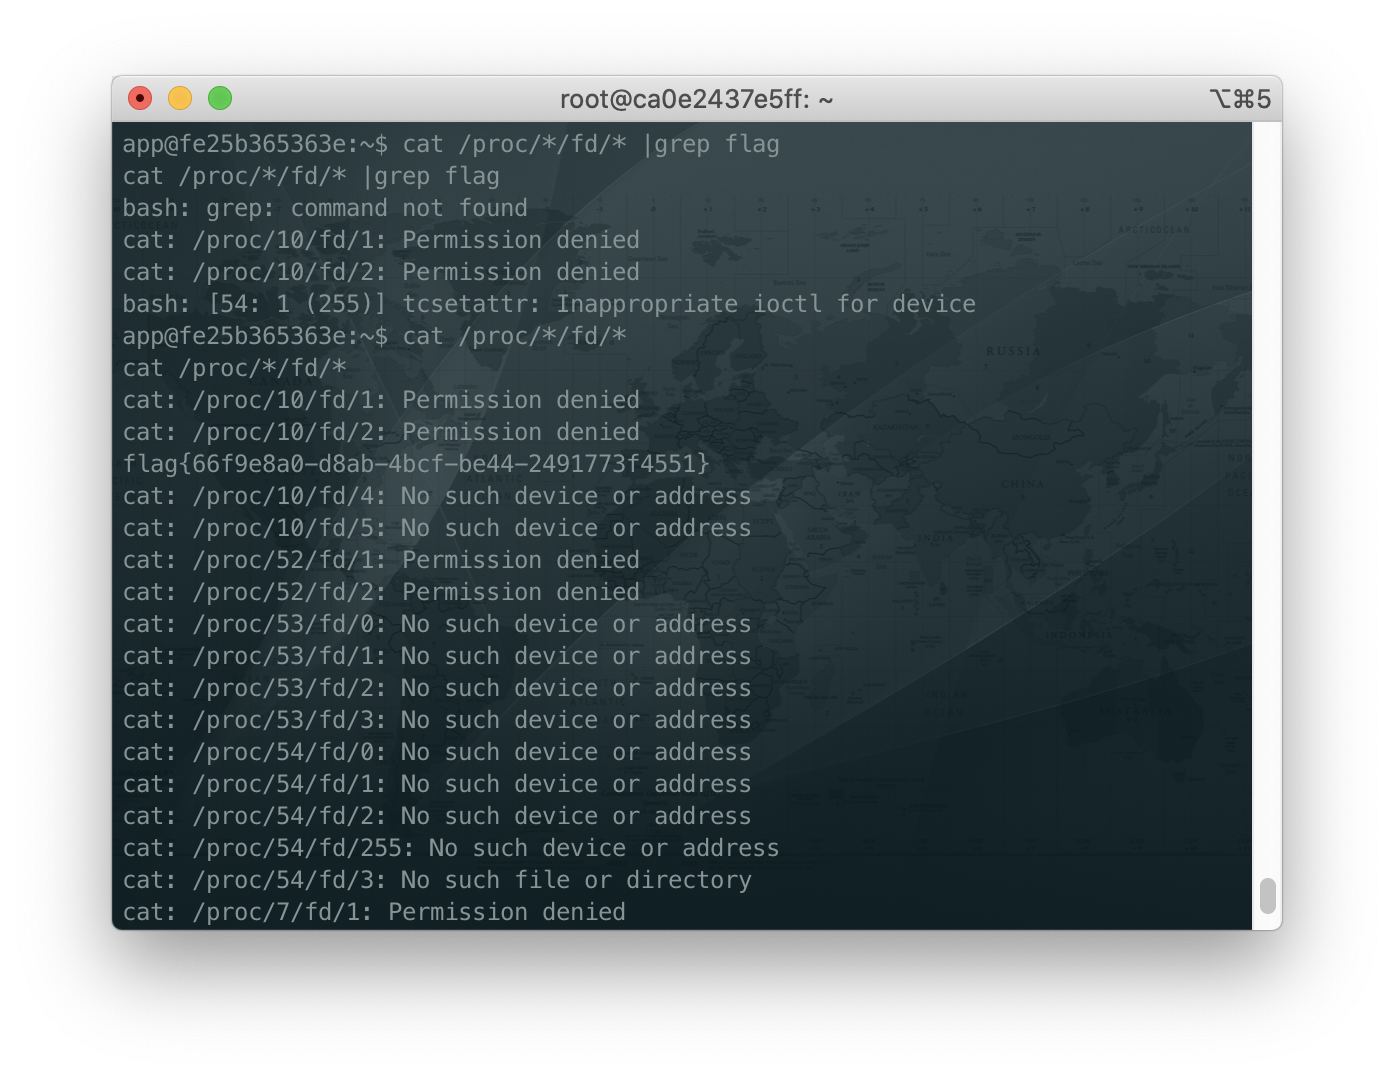 root@ca0e2437e5ff: ~
⌥⌘5
app@fe25b365363e:~$ cat /proc/*/fd/* |grep flag
cat /proc/*/fd/* |grep flag
bash: grep: command not found
cat: /proc/10/fd/1: Permission denied
cat: /proc/10/fd/2: Permission denied
bash: [54: 1 (255)] tcsetattr: Inappropriate ioctl for device
app@fe25b365363e:~$ cat /proc/*/fd/*
cat /proc/*/fd/*
cat: /proc/10/fd/1: Permission denied
cat: /proc/10/fd/2: Permission denied
flag{66f9e8a0-d8ab-4bcf-be44-2491773f4551}
cat: /proc/10/fd/4: No such device or address
cat: /proc/10/fd/5: No such device or address
cat: /proc/52/fd/1: Permission denied
cat: /proc/52/fd/2: Permission denied
cat: /proc/53/fd/0: No such device or address
cat: /proc/53/fd/1: No such device or address
cat: /proc/53/fd/2: No such device or address
cat: /proc/53/fd/3: No such device or address
cat: /proc/54/fd/0: No such device or address
cat: /proc/54/fd/1: No such device or address
cat: /proc/54/fd/2: No such device or address
cat: /proc/54/fd/255: No such device or address
cat: /proc/54/fd/3: No such file or directory
cat: /proc/7/fd/1: Permission denied
ARCTIC OCEAN
RUSSIA
CHINA
INDIA
INDONESIA